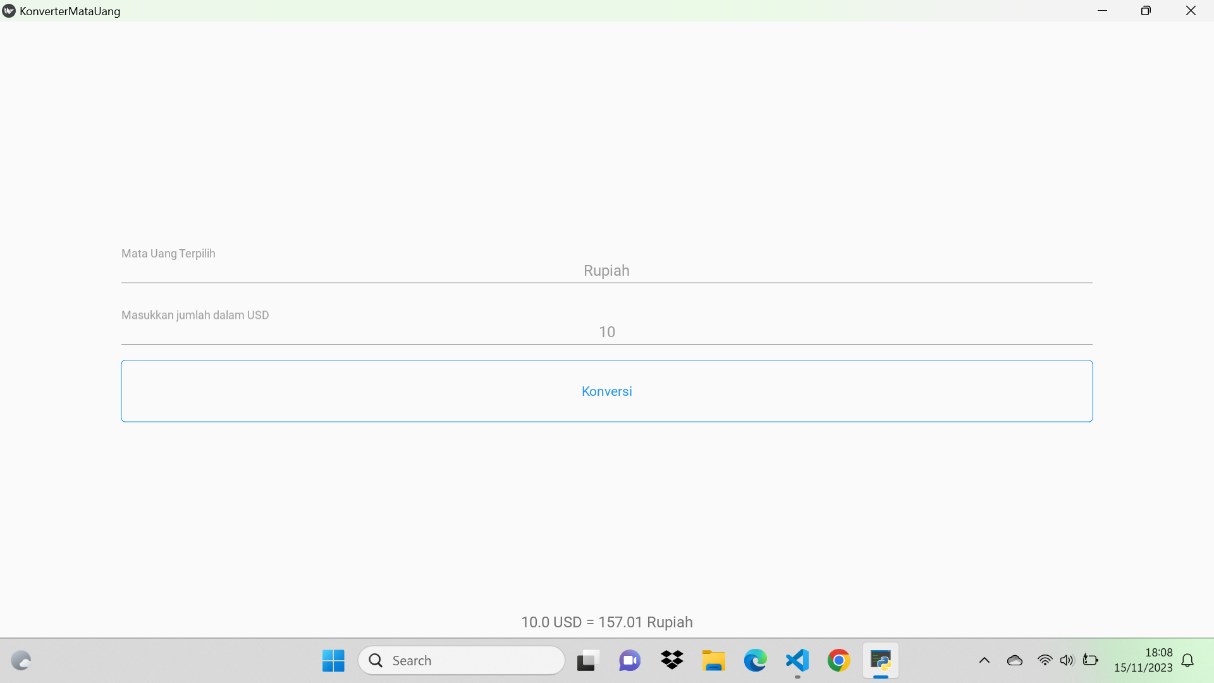 KonverterMataUang
Mata Uang Terpilih
Rupiah
Masukkan jumlah dalam USD
10
Konversi
10.0 USD = 157.01 Rupiah
Search
18:08
15/11/2023